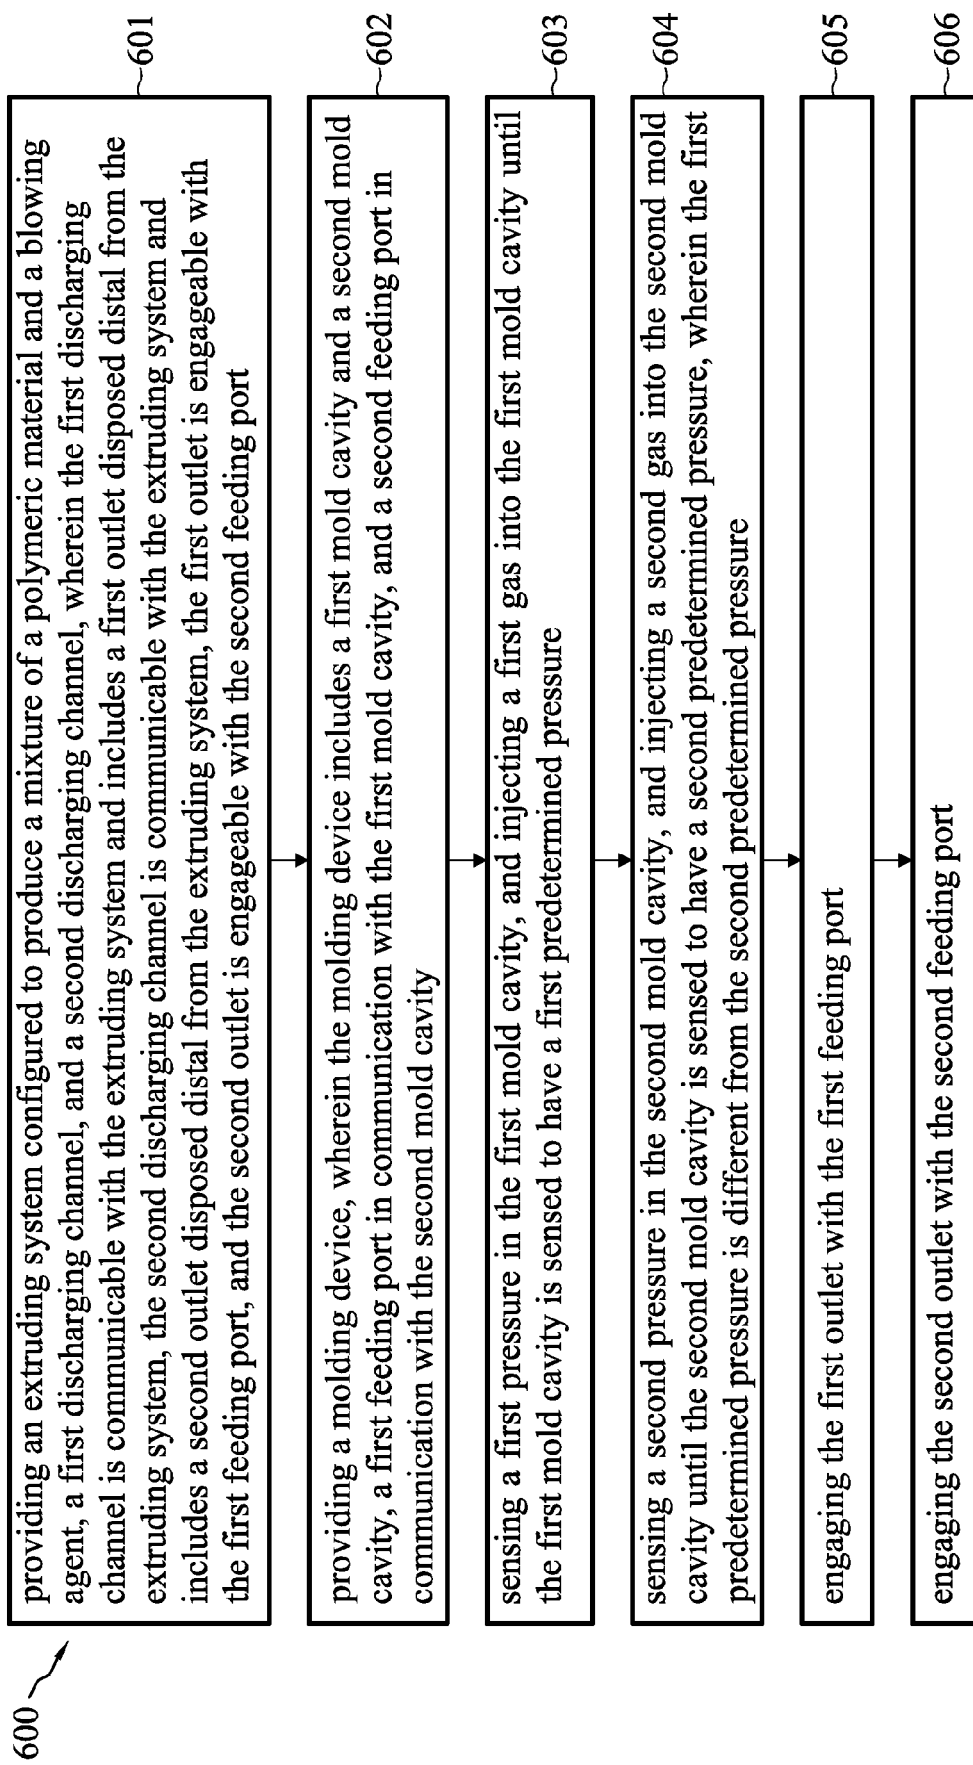 600
providing an extruding system configured to produce a mixture of a polymeric material and a blowing
agent, a first discharging channel, and a second discharging channel, wherein the first discharging
channel is communicable with the extruding system and includes a first outlet disposed distal from the
extruding system, the second discharging channel is communicable with the extruding system and
includes a second outlet disposed distal from the extruding system, the first outlet is engageable with
the first feeding port, and the second outlet is engageable with the second feeding port
601
providing a molding device, wherein the molding device includes a first mold cavity and a second mold
cavity, a first feeding port in communication with the first mold cavity, and a second feeding port in
communication with the second mold cavity
602
sensing a first pressure in the first mold cavity, and injecting a first gas into the first mold cavity until
the first mold cavity is sensed to have a first predetermined pressure
603
sensing a second pressure in the second mold cavity, and injecting a second gas into the second mold
cavity until the second mold cavity is sensed to have a second predetermined pressure, wherein the first
predetermined pressure is different from the second predetermined pressure
604
engaging the first outlet with the first feeding port
605
engaging the second outlet with the second feeding port
606